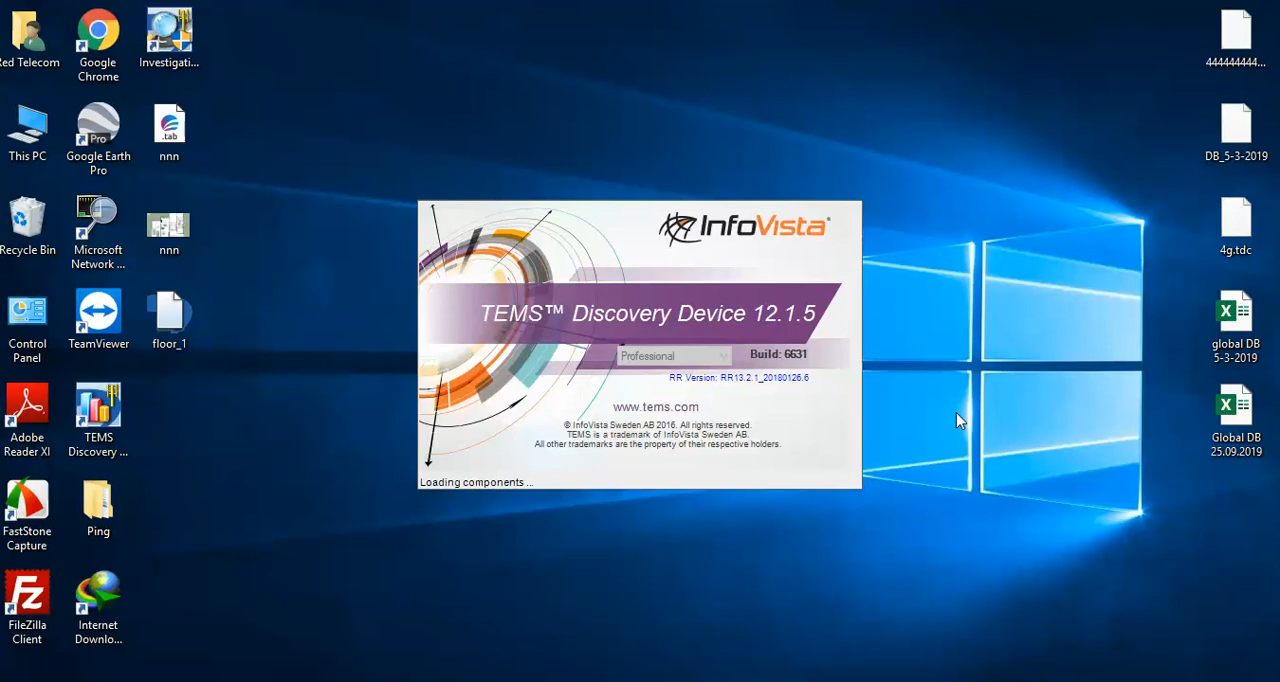 Red Telecom
Google
Chrome
Investigati...
444444444...
This PC
Pro
Google Earth
Pro
.tab
nnn
DB_5-3-2019
Recycle Bin
Microsoft
Network ...
nnn
4g.tdc
Control
Panel
TeamViewer
floor_1
global DB
5-3-2019
Adobe
Reader XI
TEMS
Discovery ...
Global DB
25.09.2019
FastStone
Capture
Ping
Fz
FileZilla
Client
Internet
Downlo...
InfoVista®
TEMS™ Discovery Device 12.1.5
Professional
Build: 6631
RR Version: RR13.2.1_20180126.6
www.tems.com
© InfoVista Sweden AB 2016. All rights reserved.
TEMS is a trademark of InfoVista Sweden AB.
All other trademarks are the property of their respective holders.
Loading components ...